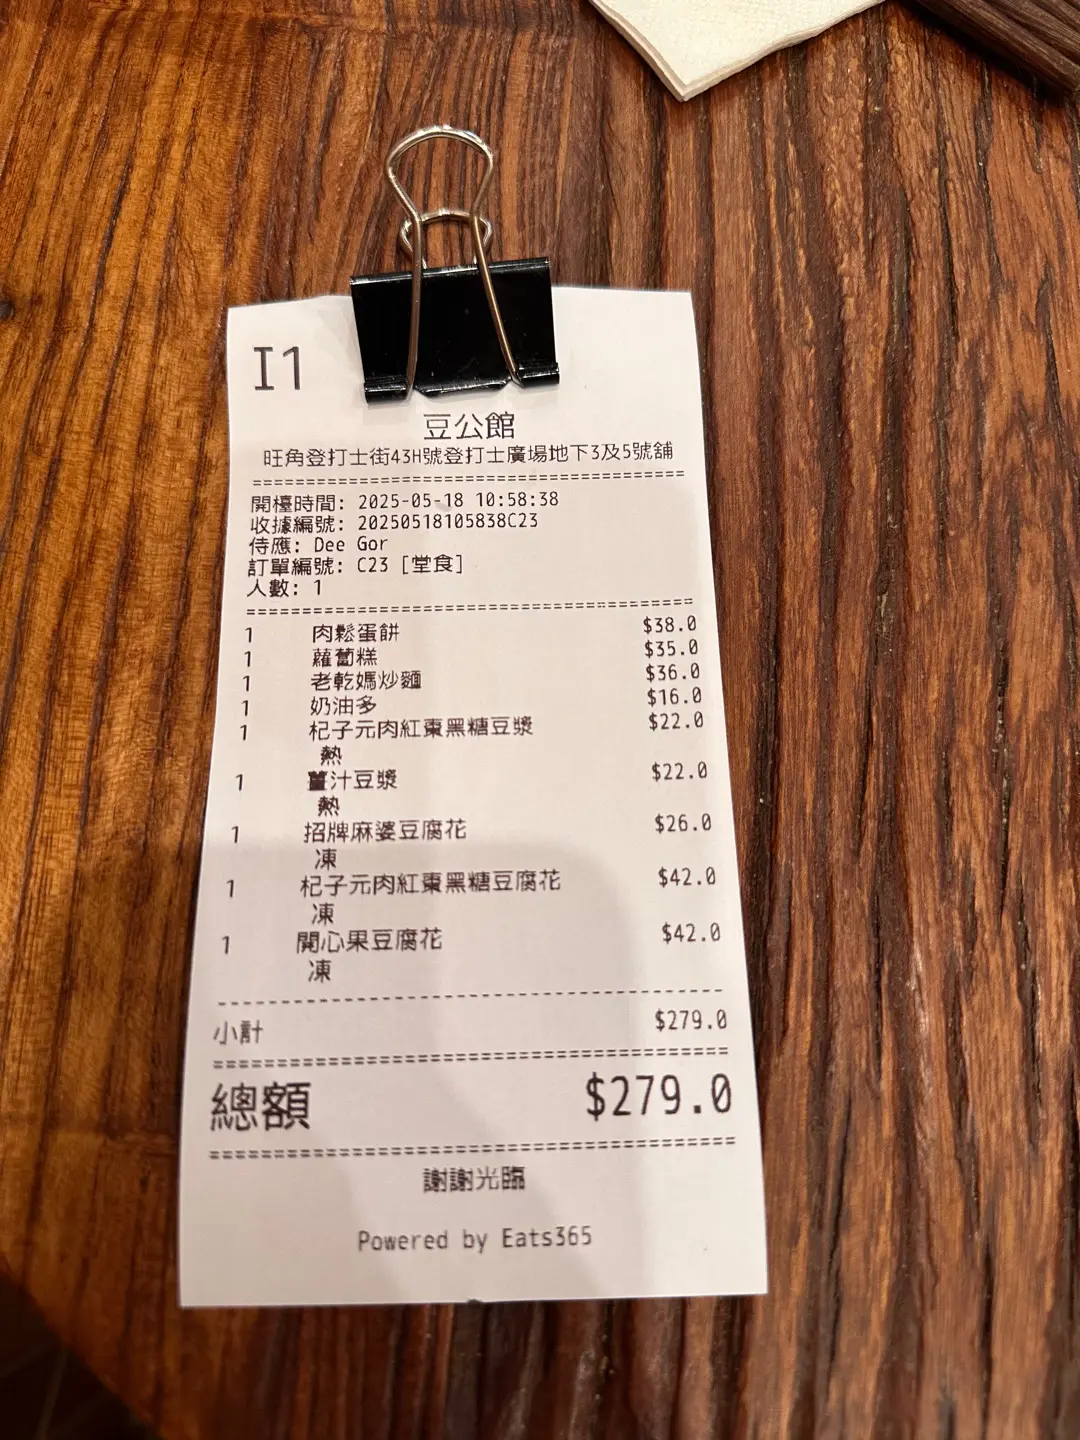 I1
豆公館
旺角登打士街43H號登打士廣場地下3及5號舖
開檯時間: 2025-05-18 10:58:38
收據編號: 20250518105838C23
侍應: Dee Gor
訂單編號: C23 [堂食]
人數: 1
1 肉鬆蛋餅 $38.0
1 蘿蔔糕 $35.0
1 老乾媽炒麵 $36.0
1 奶油多 $16.0
1 杞子元肉紅棗黑糖豆漿 $22.0
熱
1 薑汁豆漿 $22.0
熱
1 招牌麻婆豆腐花 $26.0
凍
1 杞子元肉紅棗黑糖豆腐花 $42.0
凍
1 開心果豆腐花 $42.0
凍
小計 $279.0
總額 $279.0
謝謝光臨
Powered by Eats365